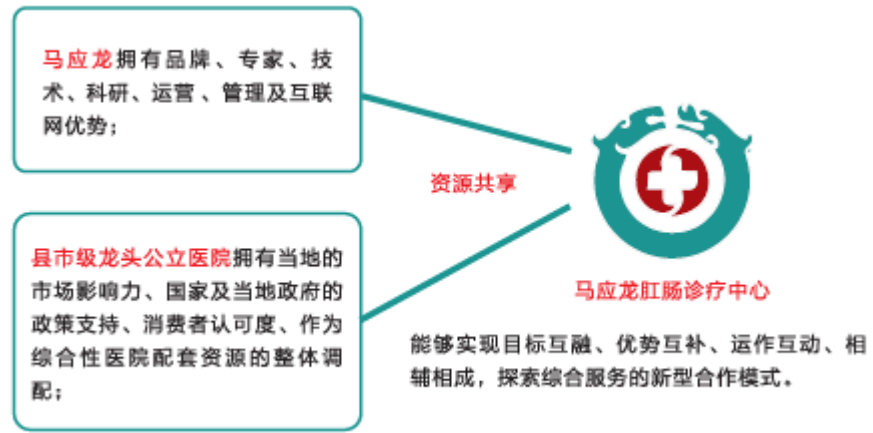 马应龙拥有品牌、专家、技
术、科研、运营、管理及互联
网优势；
资源共享
县市级龙头公立医院拥有当地的
市场影响力、国家及当地政府的
政策支持、消费者认可度、作为
综合性医院配套资源的整体调
配；
马应龙肛肠诊疗中心
能够实现目标互融、优势互补、运作互动、相
辅相成，探索综合服务的新型合作模式。